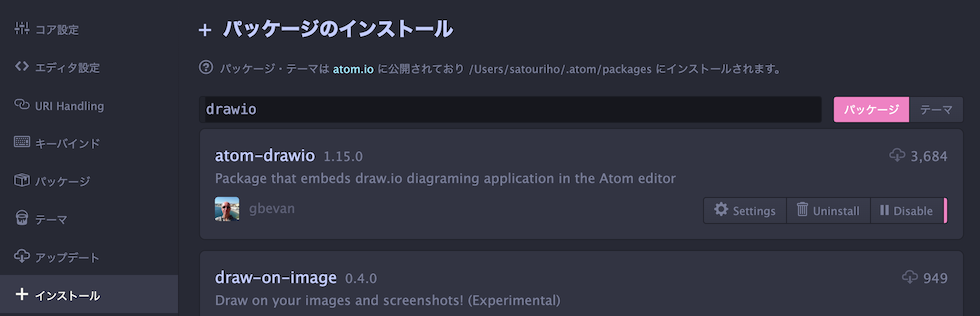 コア設定
エディタ設定
URI Handling
キーバインド
パッケージ
テーマ
アップデート
インストール
パッケージのインストール
パッケージ・テーマは atom.io に公開されており /Users/satouriho/.atom/packages にインストールされます。
drawio
パッケージ テーマ
atom-drawio 1.15.0 3,684
Package that embeds draw.io diagraming application in the Atom editor
gbevan Settings Uninstall Disable
draw-on-image 0.4.0 949
Draw on your images and screenshots! (Experimental)